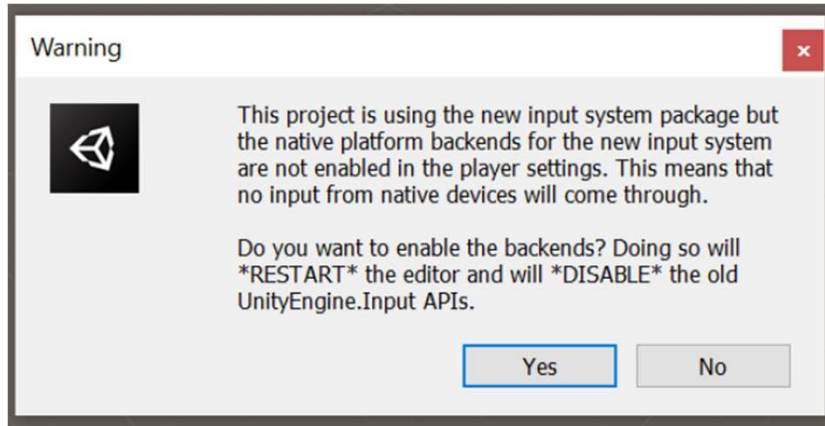 Warning
This project is using the new input system package but
the native platform backends for the new input system
are not enabled in the player settings. This means that
no input from native devices will come through.
Do you want to enable the backends? Doing so will
*RESTART* the editor and will *DISABLE* the old
UnityEngine.Input APIs.
Yes
No